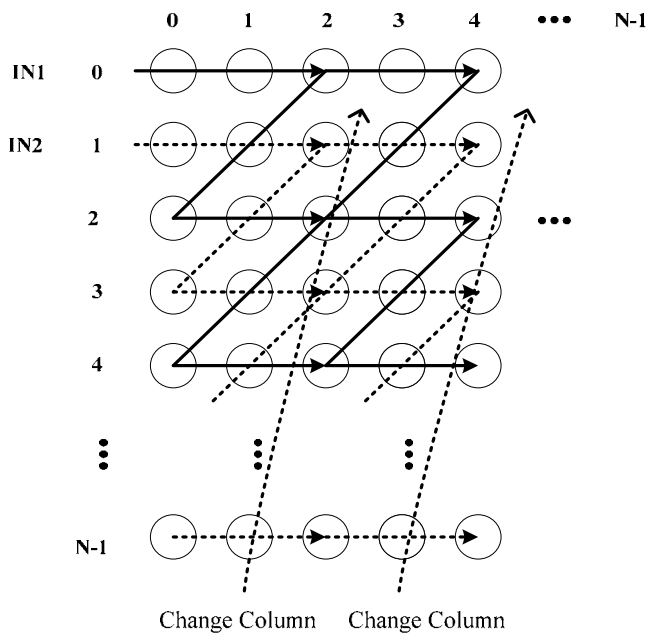 0 1 2 3 4 ••• N-1
IN1 0
IN2 1
2 •••
3
4
N-1
Change Column Change Column